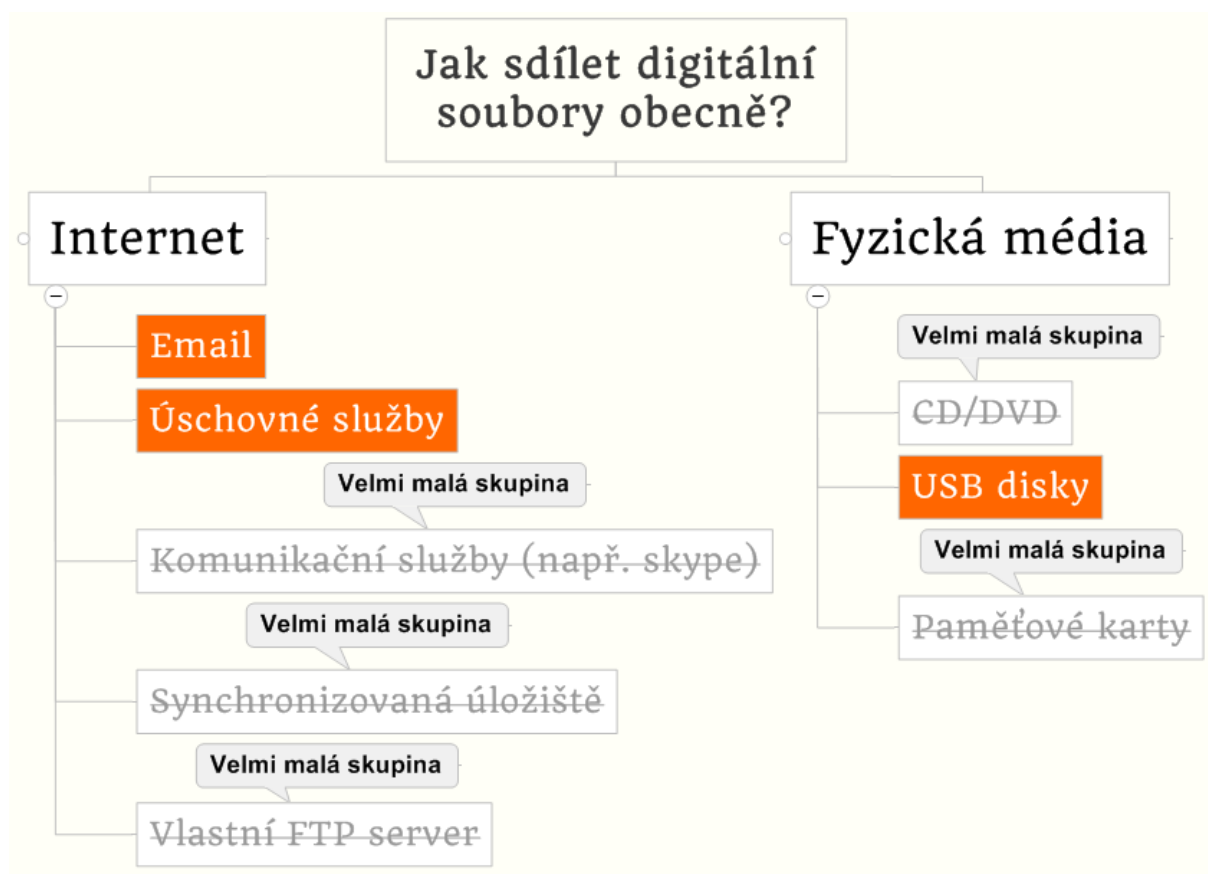 Jak sdílet digitální
soubory obecně?
Internet
Email
Úschovné služby
Velmi malá skupina
Komunikační služby (např. skype)
Velmi malá skupina
Synchronizovaná úložiště
Velmi malá skupina
Vlastní FTP server
Fyzická média
Velmi malá skupina
CD/DVD
USB disky
Velmi malá skupina
Paměťové karty